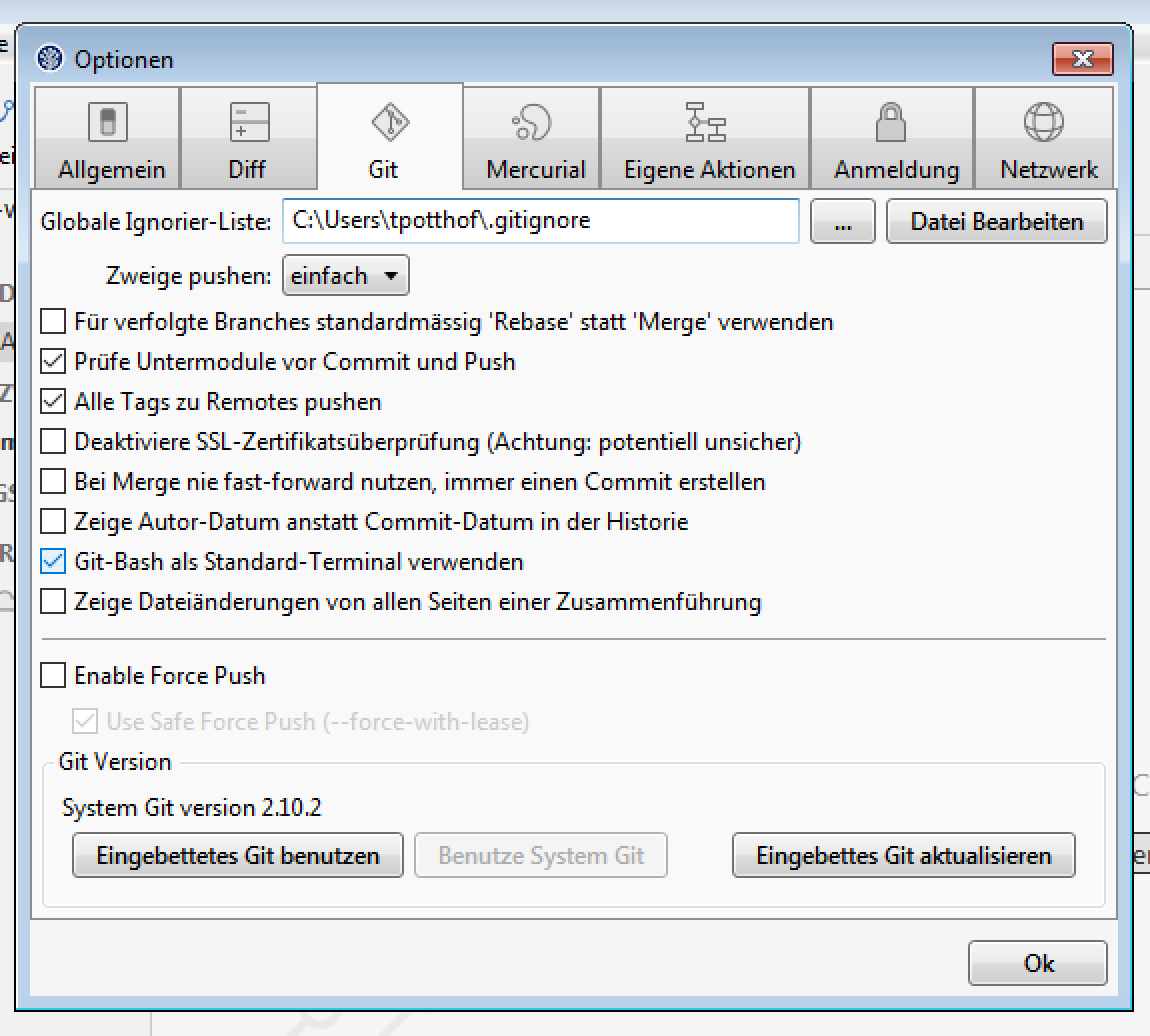 Optionen
Allgemein Diff Git Mercurial Eigene Aktionen Anmeldung Netzwerk
Globale Ignorier-Liste: C:\Users\tpotthof\.gitignore ... Datei Bearbeiten
Zweige pushen: einfach
Für verfolgte Branches standardmässig 'Rebase' statt 'Merge' verwenden
Prüfe Untermodule vor Commit und Push
Alle Tags zu Remotes pushen
Deaktiviere SSL-Zertifikatsüberprüfung (Achtung: potentiell unsicher)
Bei Merge nie fast-forward nutzen, immer einen Commit erstellen
Zeige Autor-Datum anstatt Commit-Datum in der Historie
Git-Bash als Standard-Terminal verwenden
Zeige Dateiänderungen von allen Seiten einer Zusammenführung
Enable Force Push
Use Safe Force Push (--force-with-lease)
Git Version
System Git version 2.10.2
Eingebettetes Git benutzen Benutze System Git Eingebettes Git aktualisieren
Ok